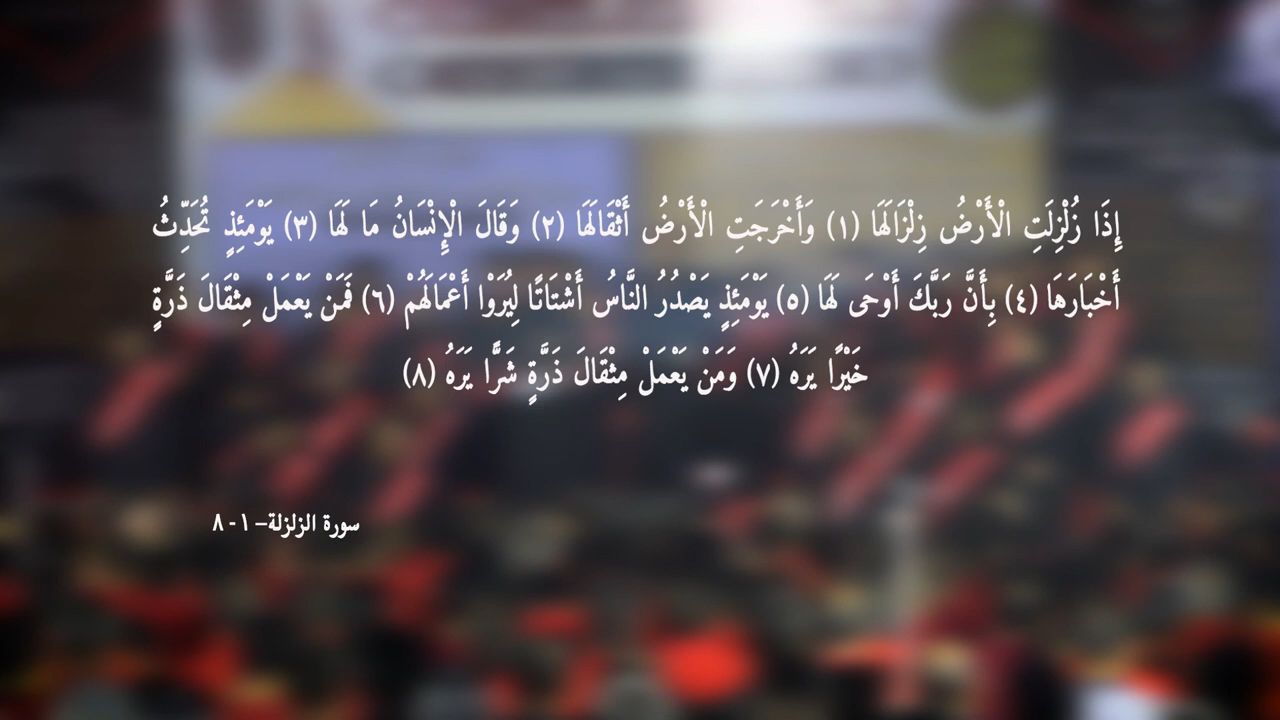 إِذَا زُلْزِلَتِ الْأَرْضُ زِلْزَالَهَا (١) وَأَخْرَجَتِ الْأَرْضُ أَثْقَالَهَا (٢) وَقَالَ الْإِنْسَانُ مَا لَهَا (٣) يَوْمَئِذٍ تُحَدِّثُ
أَخْبَارَهَا (٤) بِأَنَّ رَبَّكَ أَوْحَى لَهَا (٥) يَوْمَئِذٍ يَصْدُرُ النَّاسُ أَشْتَاتًا لِيُرَوْا أَعْمَالَهُمْ (٦) فَمَنْ يَعْمَلْ مِثْقَالَ ذَرَّةٍ
خَيْرًا يَرَهُ (٧) وَمَنْ يَعْمَلْ مِثْقَالَ ذَرَّةٍ شَرًّا يَرَهُ (٨)
سورة الزلزلة– ١ - ٨